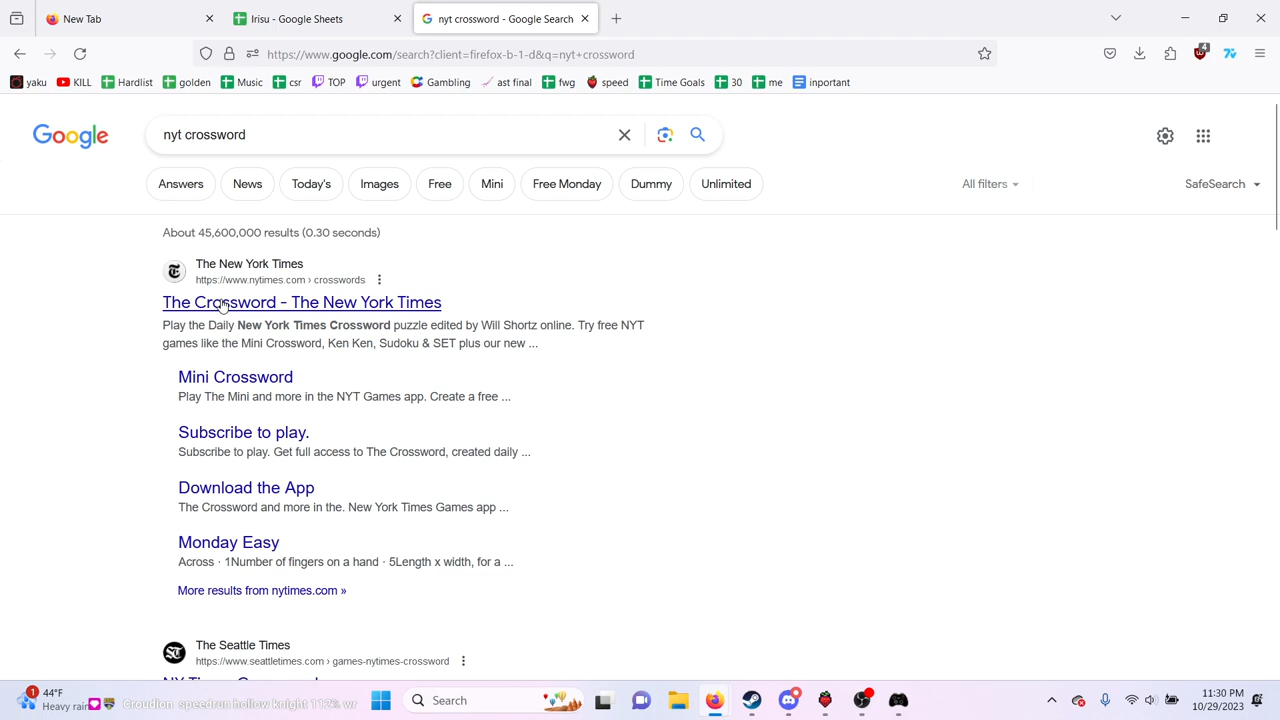 New Tab
Irisu - Google Sheets
nyt crossword - Google Search
https://www.google.com/search?client=firefox-b-1-d&q=nyt+crossword
4
yaku
KILL
Hardlist
golden
Music
csr
TOP
urgent
Gambling
ast final
fwg
speed
Time Goals
30
me
inportant
Google
nyt crossword
Answers
News
Today's
Images
Free
Mini
Free Monday
Dummy
Unlimited
All filters
SafeSearch
About 45,600,000 results (0.30 seconds)
The New York Times
https://www.nytimes.com › crosswords
The Crossword - The New York Times
Play the Daily New York Times Crossword puzzle edited by Will Shortz online. Try free NYT
games like the Mini Crossword, Ken Ken, Sudoku & SET plus our new ...
Mini Crossword
Play The Mini and more in the NYT Games app. Create a free ...
Subscribe to play.
Subscribe to play. Get full access to The Crossword, created daily ...
Download the App
The Crossword and more in the. New York Times Games app ...
Monday Easy
Across · 1Number of fingers on a hand · 5Length x width, for a ...
More results from nytimes.com »
The Seattle Times
https://www.seattletimes.com › games-nytimes-crossword
1
44°F
Heavy rain
speedrun hollow knight 112% wr
Search
11:30 PM
10/29/2023